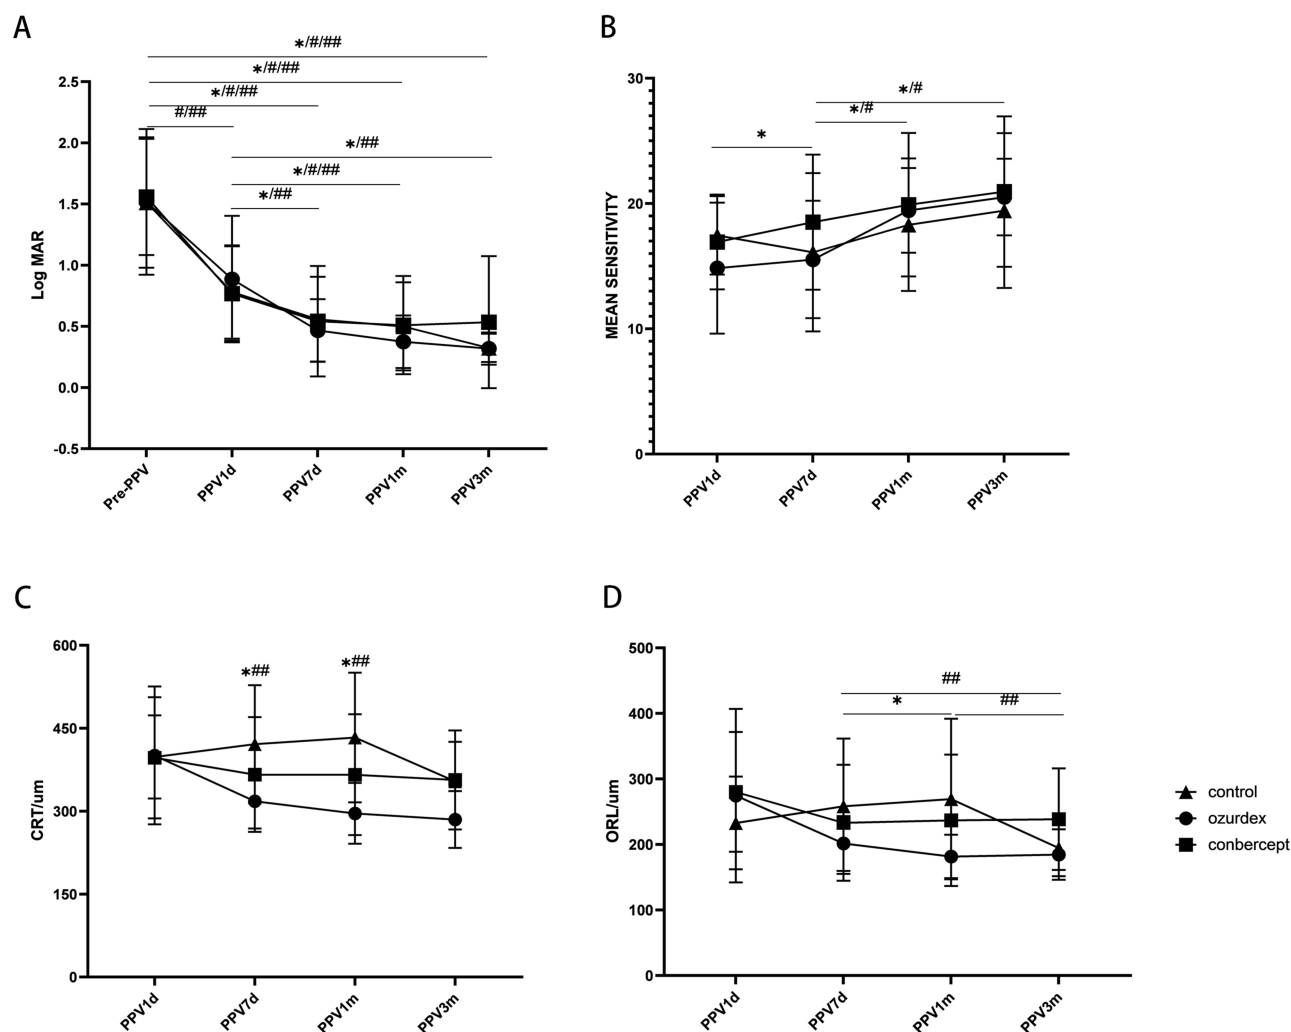 A
*/#/##
*/#/##
*/#/##
#/##
*/##
*/#/##
*/##
Log MAR
2.5
2.0
1.5
1.0
0.5
0.0
-0.5
Pre-PPV
PPV1d
PPV7d
PPV1m
PPV3m
B
*/#
*/#
*
MEAN SENSITIVITY
30
20
10
0
PPV1d
PPV7d
PPV1m
PPV3m
C
*##
*##
CRT/um
600
450
300
150
0
PPV1d
PPV7d
PPV1m
PPV3m
D
##
*
##
ORL/um
500
400
300
200
100
0
PPV1d
PPV7d
PPV1m
PPV3m
control
ozurdex
conbercept